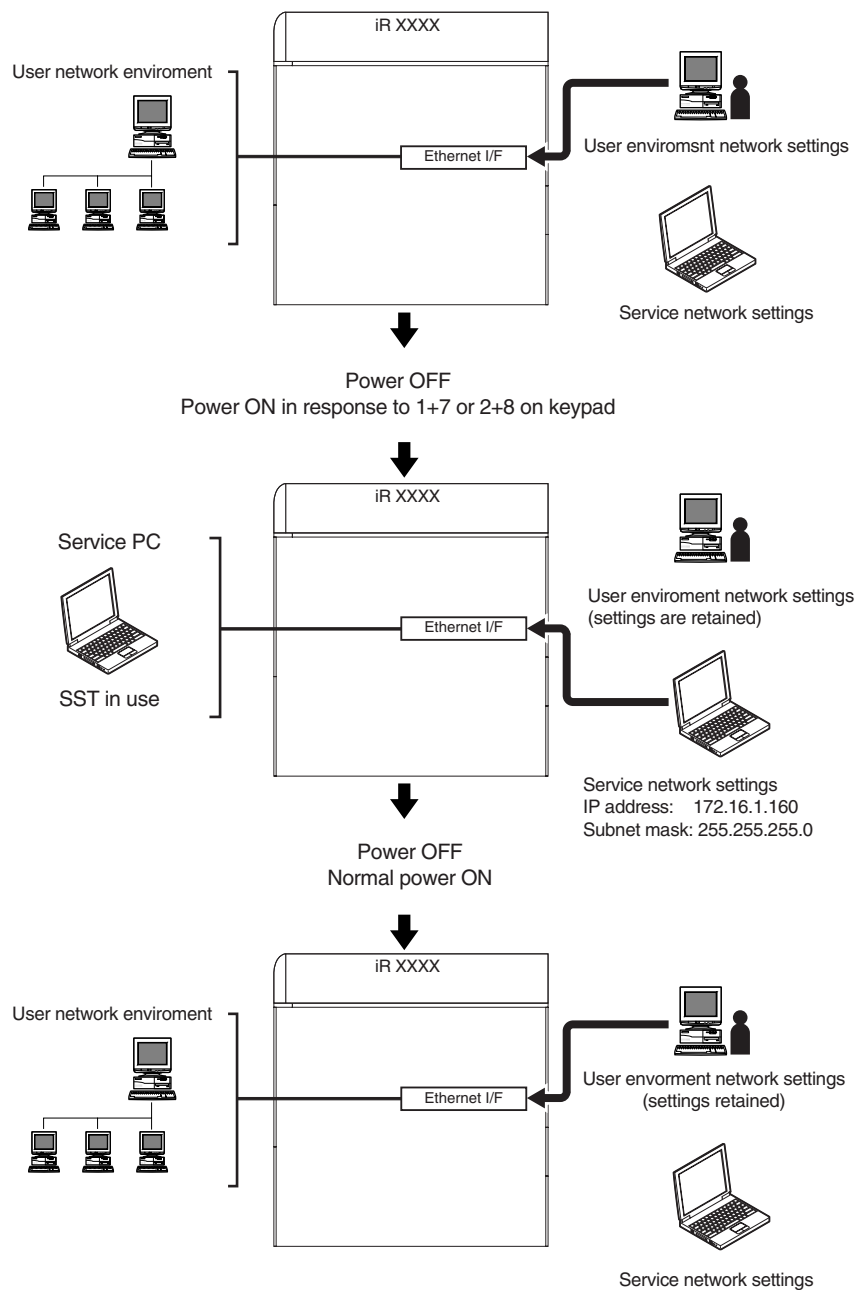 iR XXXX
User network enviroment
Ethernet I/F
User enviromsnt network settings
Service network settings
Power OFF
Power ON in response to 1+7 or 2+8 on keypad
iR XXXX
Service PC
SST in use
Ethernet I/F
User enviroment network settings
(settings are retained)
Service network settings
IP address: 172.16.1.160
Subnet mask: 255.255.255.0
Power OFF
Normal power ON
iR XXXX
User network enviroment
Ethernet I/F
User envorment network settings
(settings retained)
Service network settings